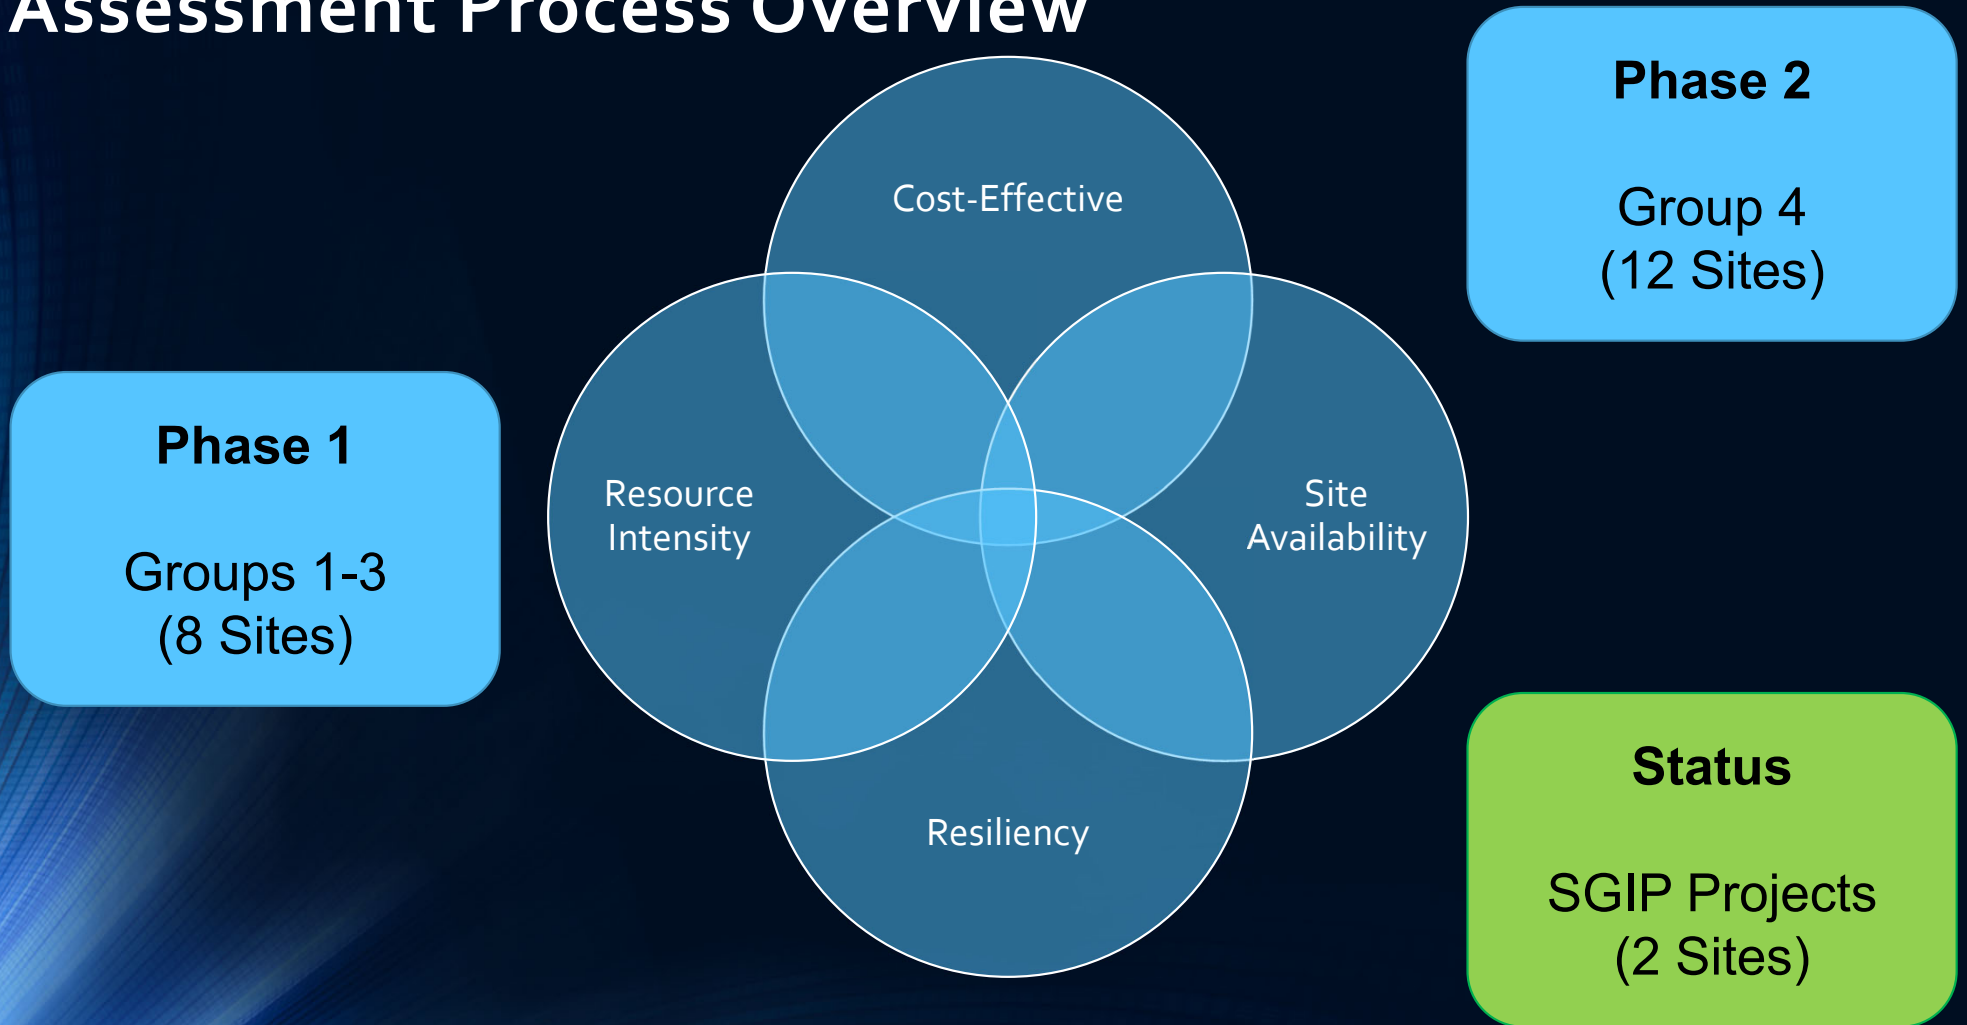 Assessment Process Overview
Phase 2
Group 4
(12 Sites)
Cost-Effective
Phase 1
Groups 1-3
(8 Sites)
Resource
Intensity
Site
Availability
Resiliency
Status
SGIP Projects
(2 Sites)